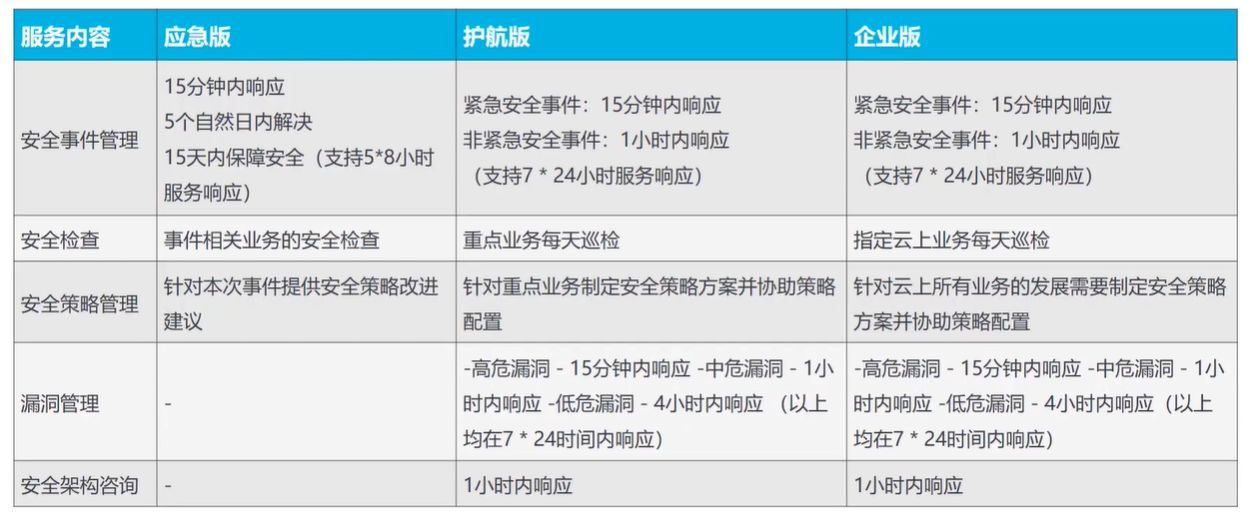 服务内容
应急版
护航版
企业版
安全事件管理
15分钟内响应
5个自然日内解决
15天内保障安全（支持5*8小时
服务响应）
紧急安全事件：15分钟内响应
非紧急安全事件：1小时内响应
（支持7 * 24小时服务响应）
紧急安全事件：15分钟内响应
非紧急安全事件：1小时内响应
（支持7 * 24小时服务响应）
安全检查
事件相关业务的安全检查
重点业务每天巡检
指定云上业务每天巡检
安全策略管理
针对本次事件提供安全策略改进
建议
针对重点业务制定安全策略方案并协助策略
配置
针对云上所有业务的发展需要制定安全策略
方案并协助策略配置
漏洞管理
-
-高危漏洞 - 15分钟内响应 -中危漏洞 - 1小
时内响应 -低危漏洞 - 4小时内响应 （以上
均在7 * 24时间内响应）
-高危漏洞 - 15分钟内响应 -中危漏洞 - 1小
时内响应 -低危漏洞 - 4小时内响应（以上
均在7 * 24时间内响应）
安全架构咨询
-
1小时内响应
1小时内响应